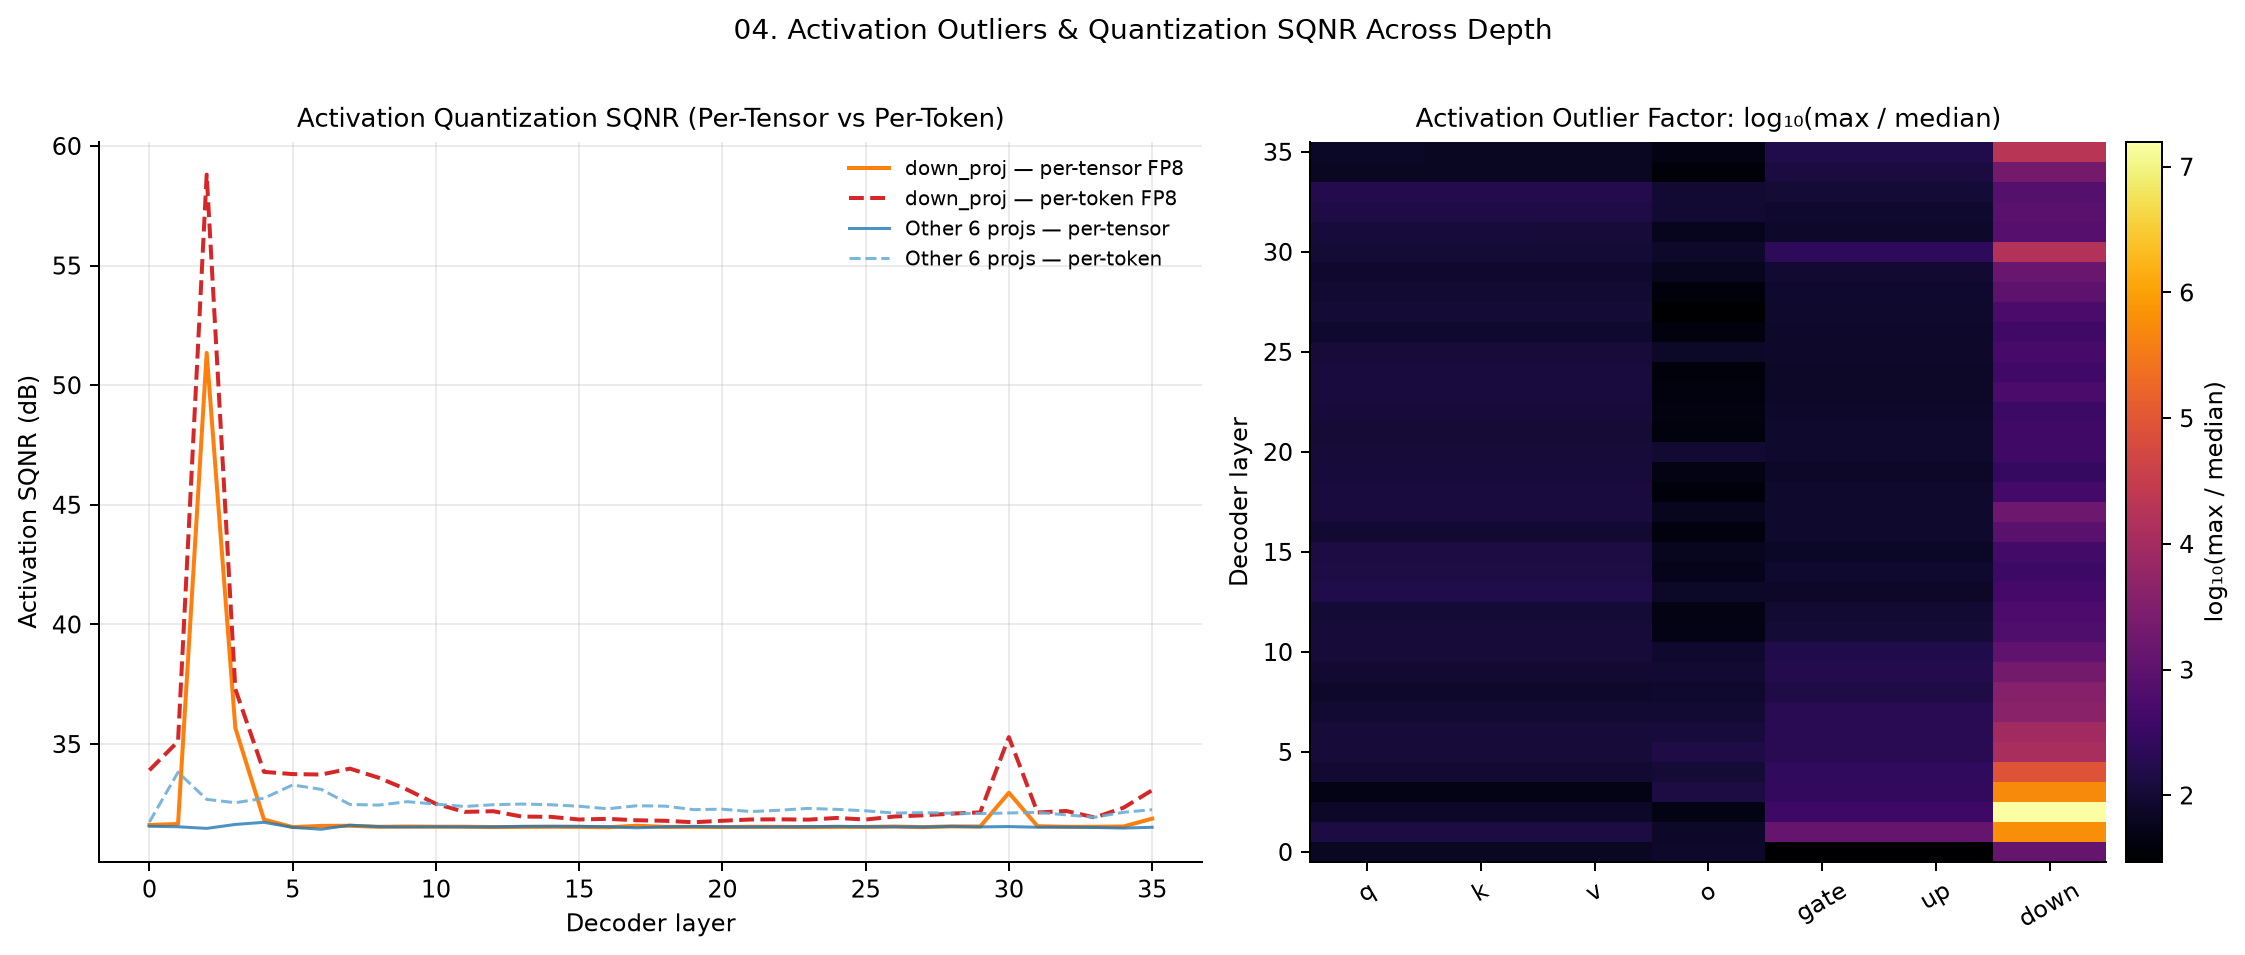 04. Activation Outliers & Quantization SQNR Across Depth
Activation Quantization SQNR (Per-Tensor vs Per-Token)
Activation SQNR (dB)
60
55
50
45
40
35
down_proj — per-tensor FP8
down_proj — per-token FP8
Other 6 projs — per-tensor
Other 6 projs — per-token
0 5 10 15 20 25 30 35
Decoder layer
Activation Outlier Factor: log₁₀(max / median)
Decoder layer
35
30
25
20
15
10
5
0
q k v o gate up down
7
6
5
4
3
2
log₁₀(max / median)